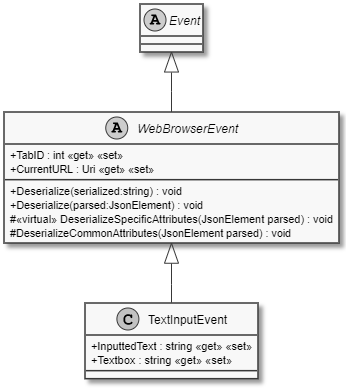 A Event
A WebBrowserEvent
+TabID : int «get» «set»
+CurrentURL : Uri «get» «set»
+Deserialize(serialized:string) : void
+Deserialize(parsed:JsonElement) : void
#«virtual» DeserializeSpecificAttributes(JsonElement parsed) : void
#DeserializeCommonAttributes(JsonElement parsed) : void
C TextInputEvent
+InputtedText : string «get» «set»
+Textbox : string «get» «set»